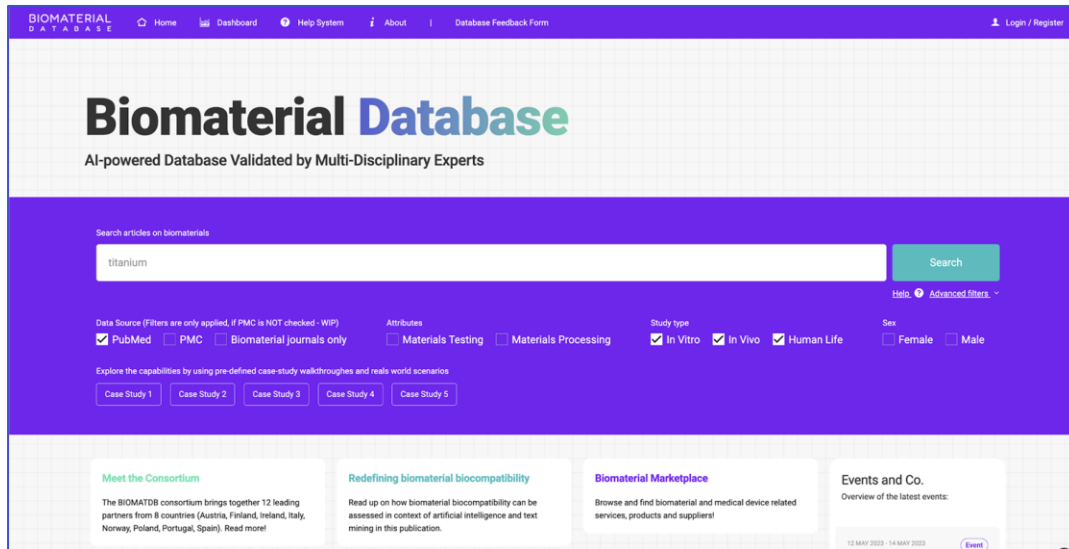 BIOMATERIAL
DATABASE
Home Dashboard Help System i About | Database Feedback Form Login / Register
Biomaterial Database
AI-powered Database Validated by Multi-Disciplinary Experts
Search articles on biomaterials
titanium
Search
Help ? Advanced filters
Data Source (Filters are only applied, if PMC is NOT checked - WIP) Attributes Study type Sex
PubMed PMC Biomaterial journals only Materials Testing Materials Processing In Vitro In Vivo Human Life Female Male
Explore the capabilities by using pre-defined case-study walkthroughes and reals world scenarios
Case Study 1 Case Study 2 Case Study 3 Case Study 4 Case Study 5
Meet the Consortium
The BIOMATDB consortium brings together 12 leading
partners from 8 countries (Austria, Finland, Ireland, Italy,
Norway, Poland, Portugal, Spain). Read more!
Redefining biomaterial biocompatibility
Read up on how biomaterial biocompatibility can be
assessed in context of artificial intelligence and text
mining in this publication.
Biomaterial Marketplace
Browse and find biomaterial and medical device related
services, products and suppliers!
Events and Co.
Overview of the latest events:
12 MAY 2023 - 14 MAY 2023 Event